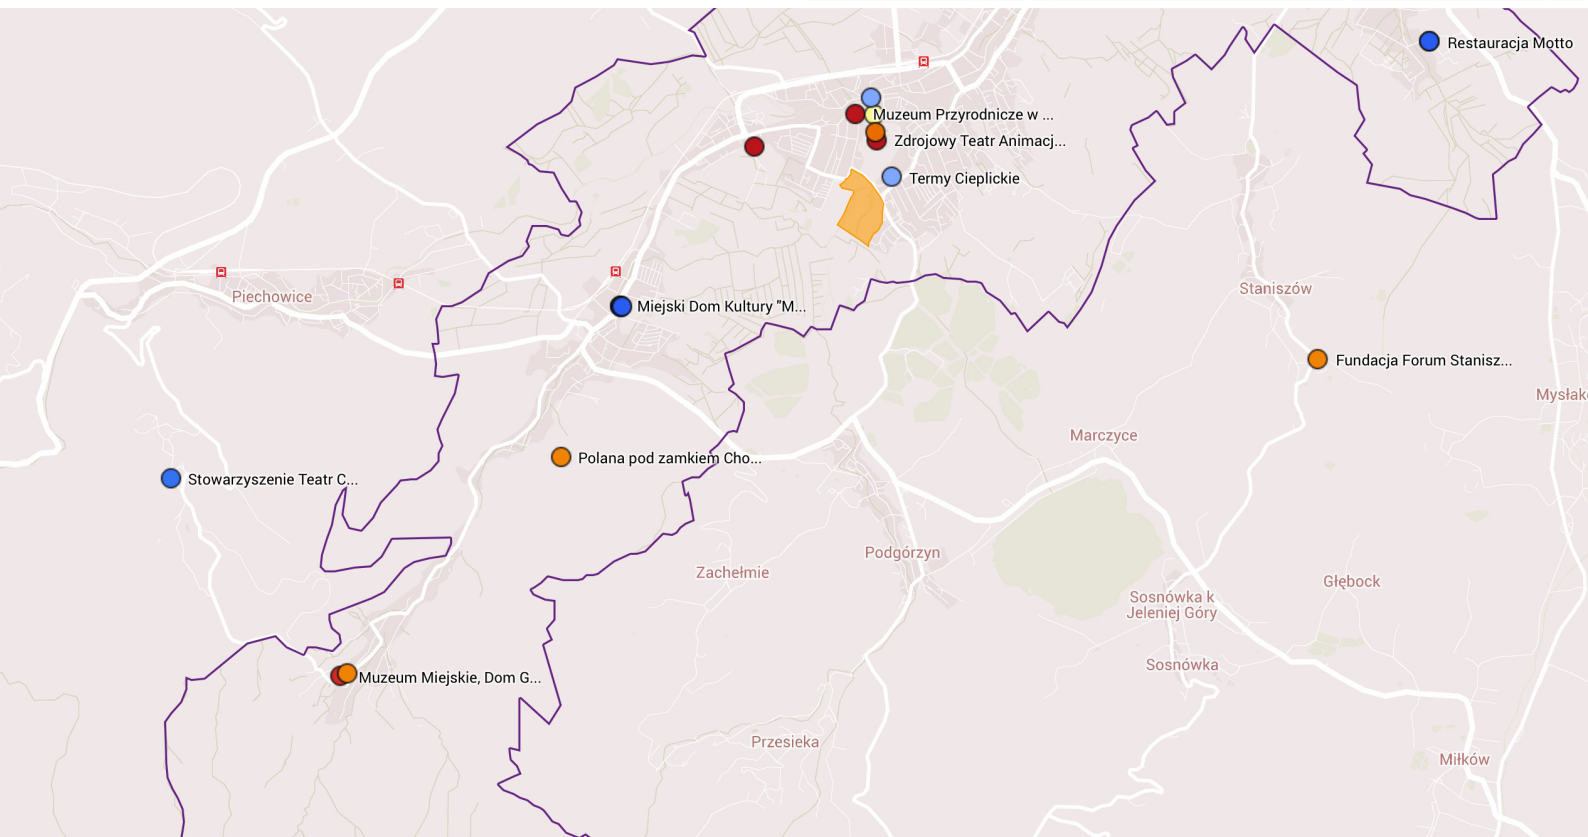 Restauracja Motto
Muzeum Przyrodnicze w ...
Zdrojowy Teatr Animacj...
Termy Cieplickie
Piechowice
Staniszów
Miejski Dom Kultury "M...
Fundacja Forum Stanisz...
Mysłak
Marczyce
Polana pod zamkiem Cho...
Stowarzyszenie Teatr C...
Podgórzyn
Zachełmie
Głębock
Sosnówka k
Jeleniej Góry
Sosnówka
Muzeum Miejskie, Dom G...
Przesieka
Miłków